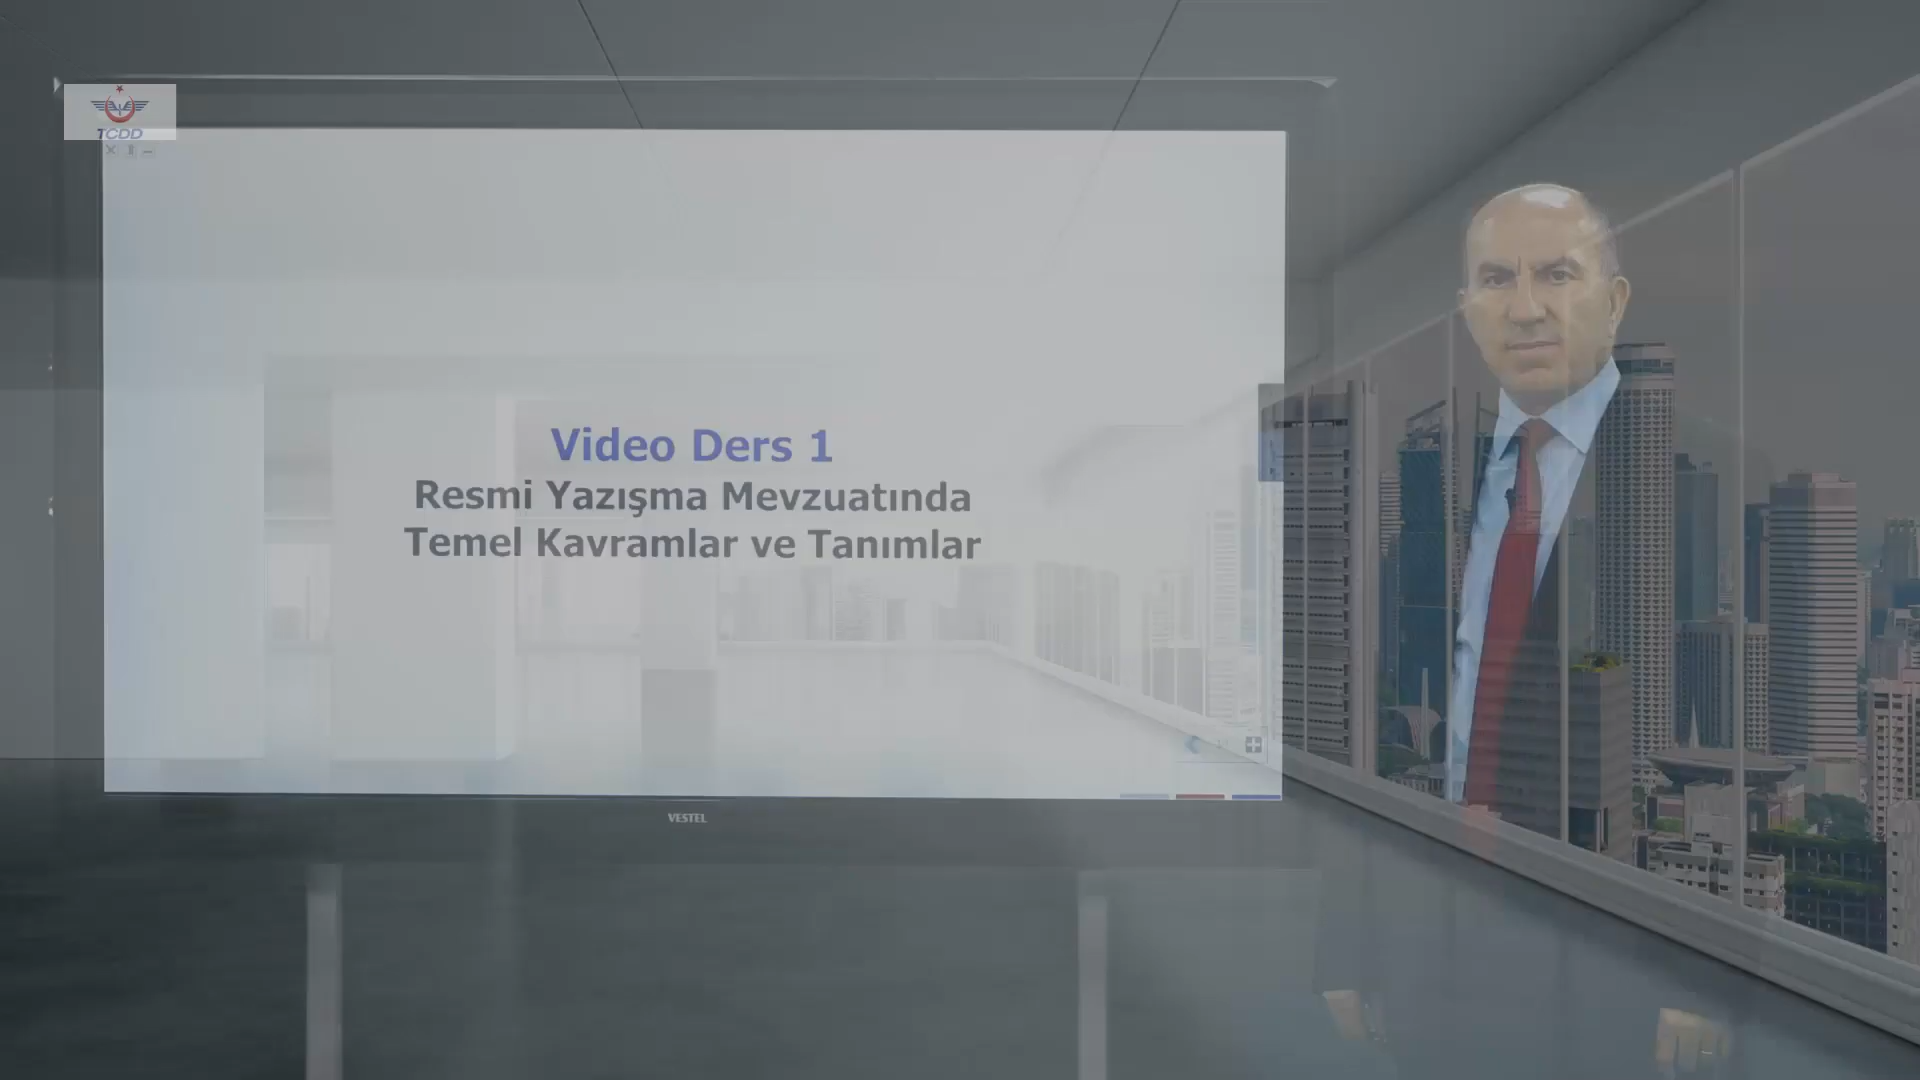 TCDD
Video Ders 1
Resmi Yazışma Mevzuatında
Temel Kavramlar ve Tanımlar
VESTEL